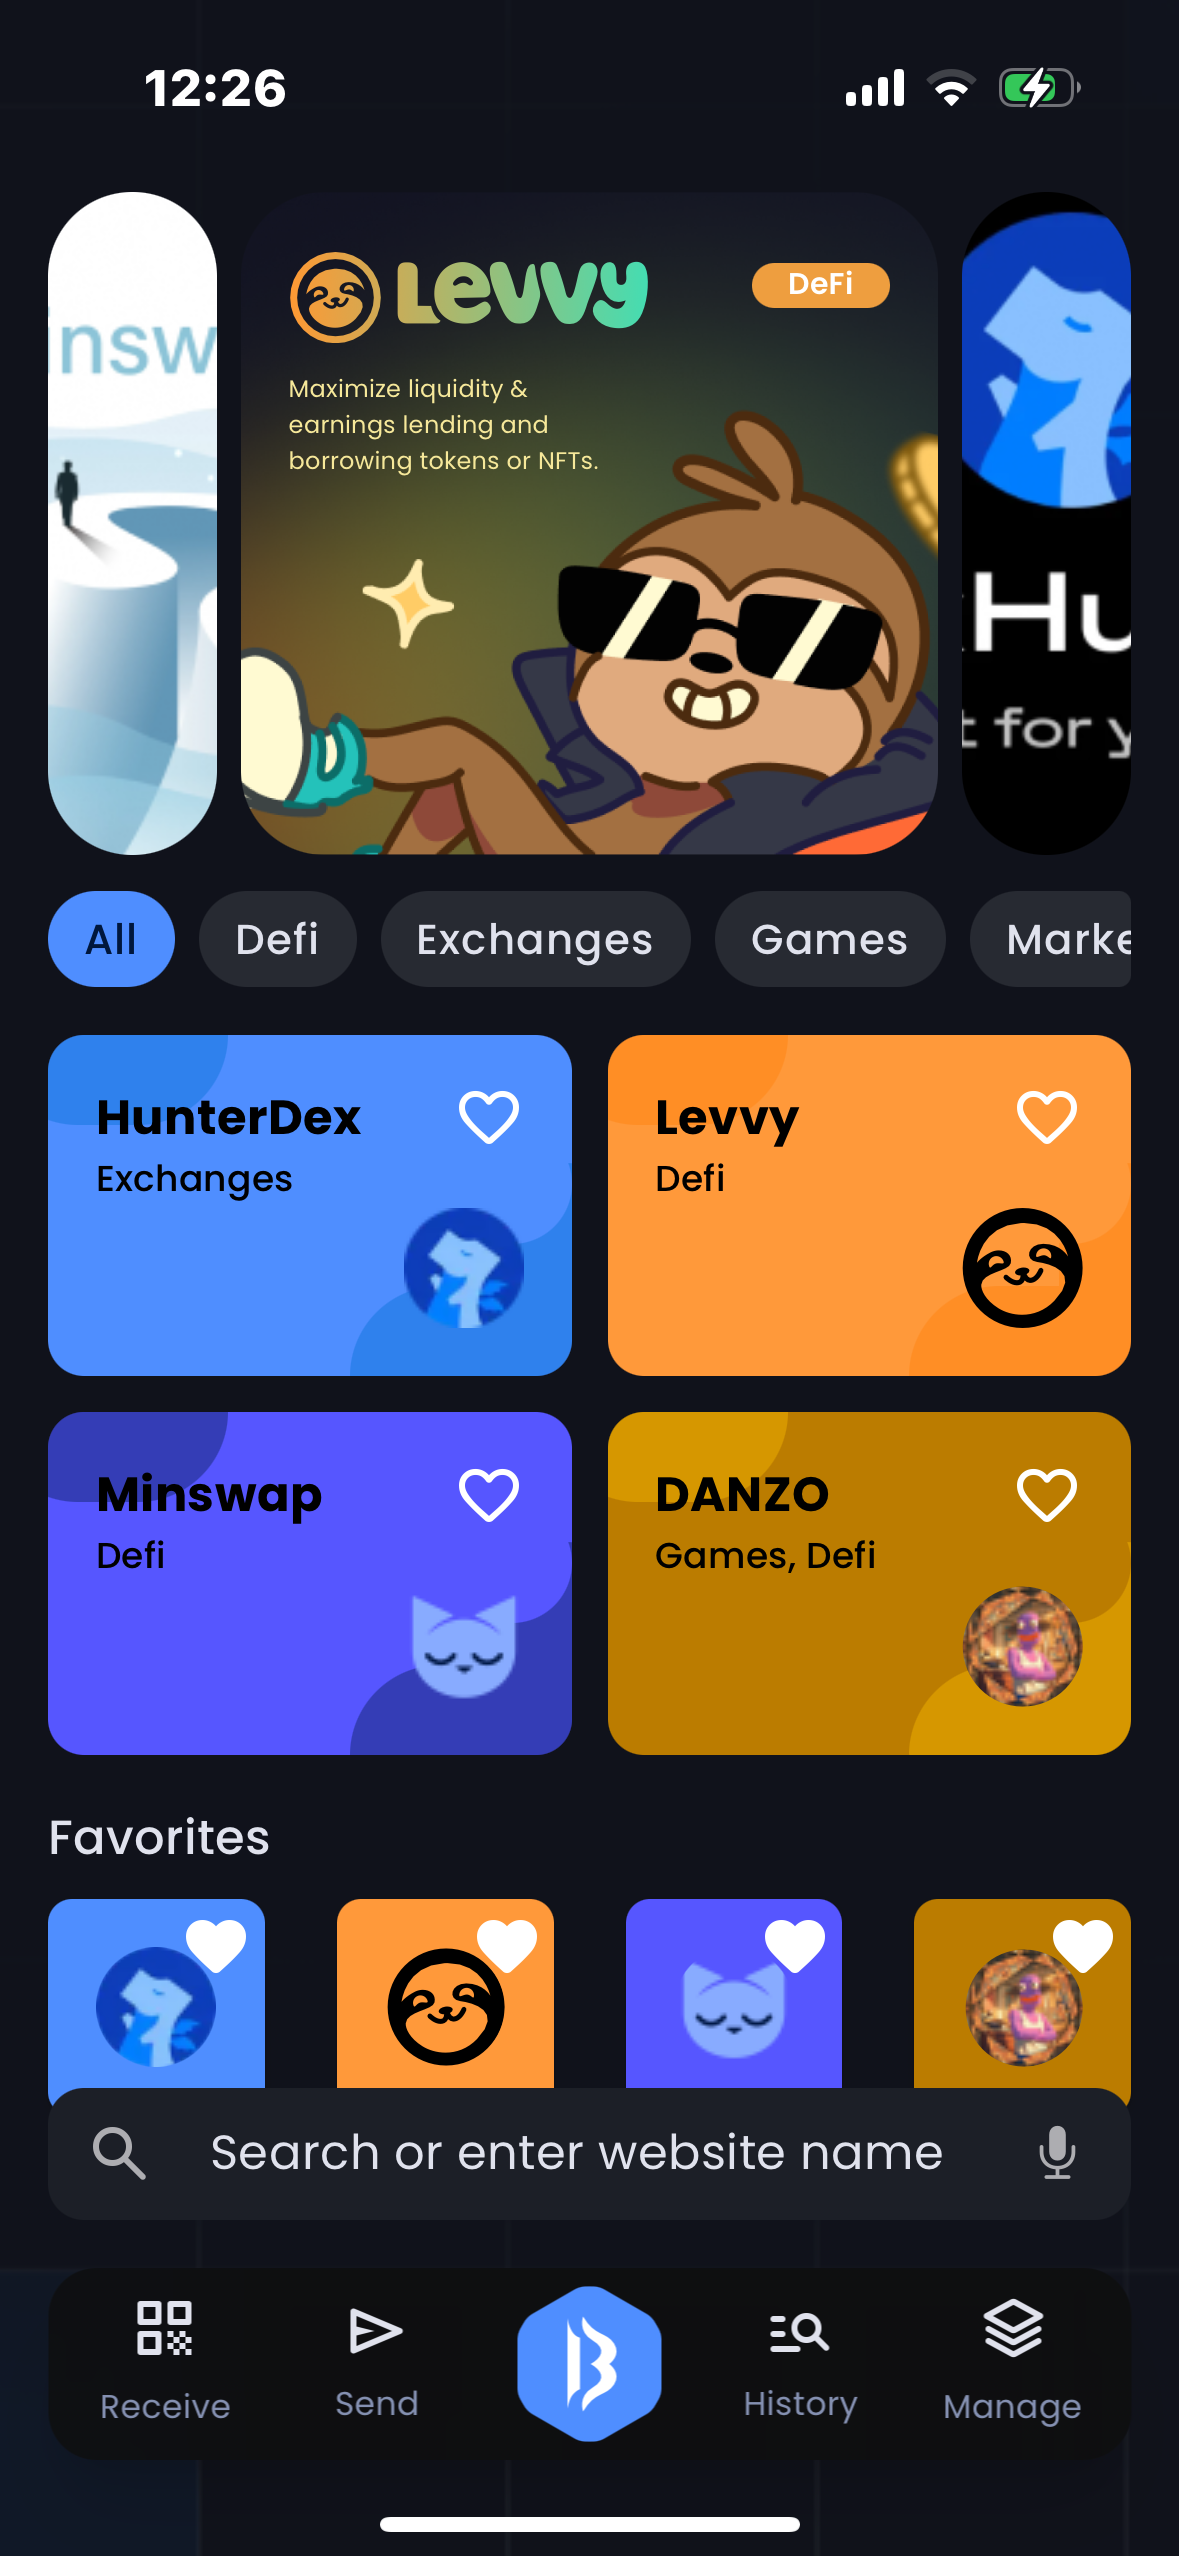 12:26
insw
Levvy
DeFi
Maximize liquidity &
earnings lending and
borrowing tokens or NFTs.
Hu
t for y
All
Defi
Exchanges
Games
Marke
HunterDex
Exchanges
Levvy
Defi
Minswap
Defi
DANZO
Games, Defi
Favorites
Search or enter website name
Receive
Send
History
Manage